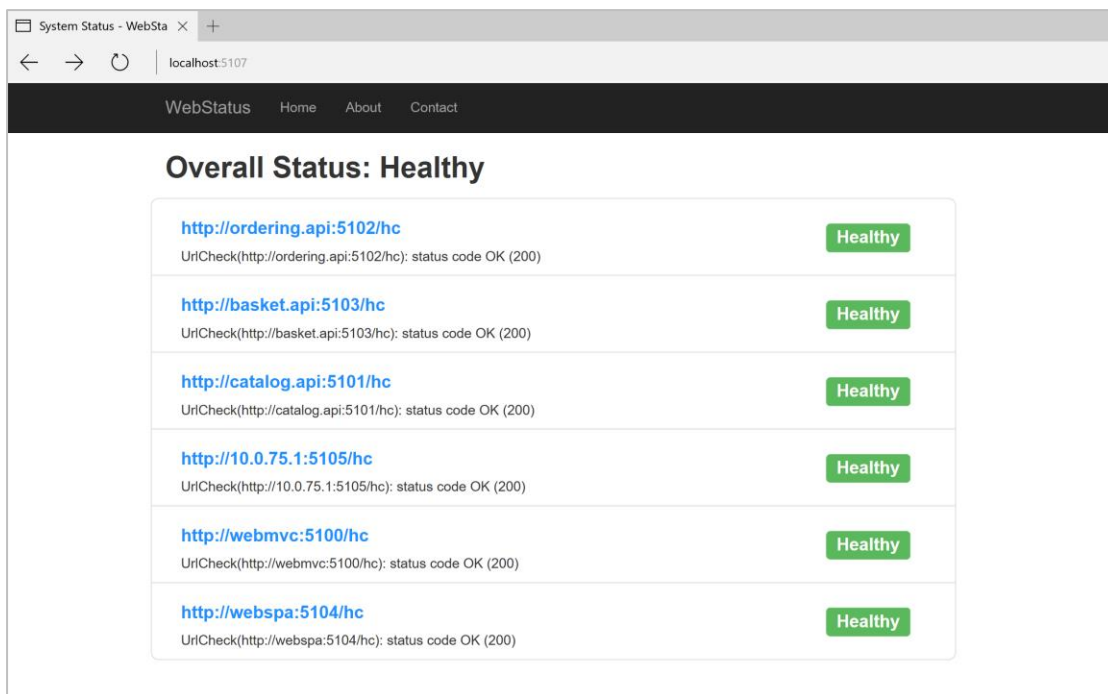 System Status - WebSta
localhost:5107
WebStatus Home About Contact
Overall Status: Healthy
http://ordering.api:5102/hc
Healthy
UrlCheck(http://ordering.api:5102/hc): status code OK (200)
http://basket.api:5103/hc
Healthy
UrlCheck(http://basket.api:5103/hc): status code OK (200)
http://catalog.api:5101/hc
Healthy
UrlCheck(http://catalog.api:5101/hc): status code OK (200)
http://10.0.75.1:5105/hc
Healthy
UrlCheck(http://10.0.75.1:5105/hc): status code OK (200)
http://webmvc:5100/hc
Healthy
UrlCheck(http://webmvc:5100/hc): status code OK (200)
http://webspa:5104/hc
Healthy
UrlCheck(http://webspa:5104/hc): status code OK (200)